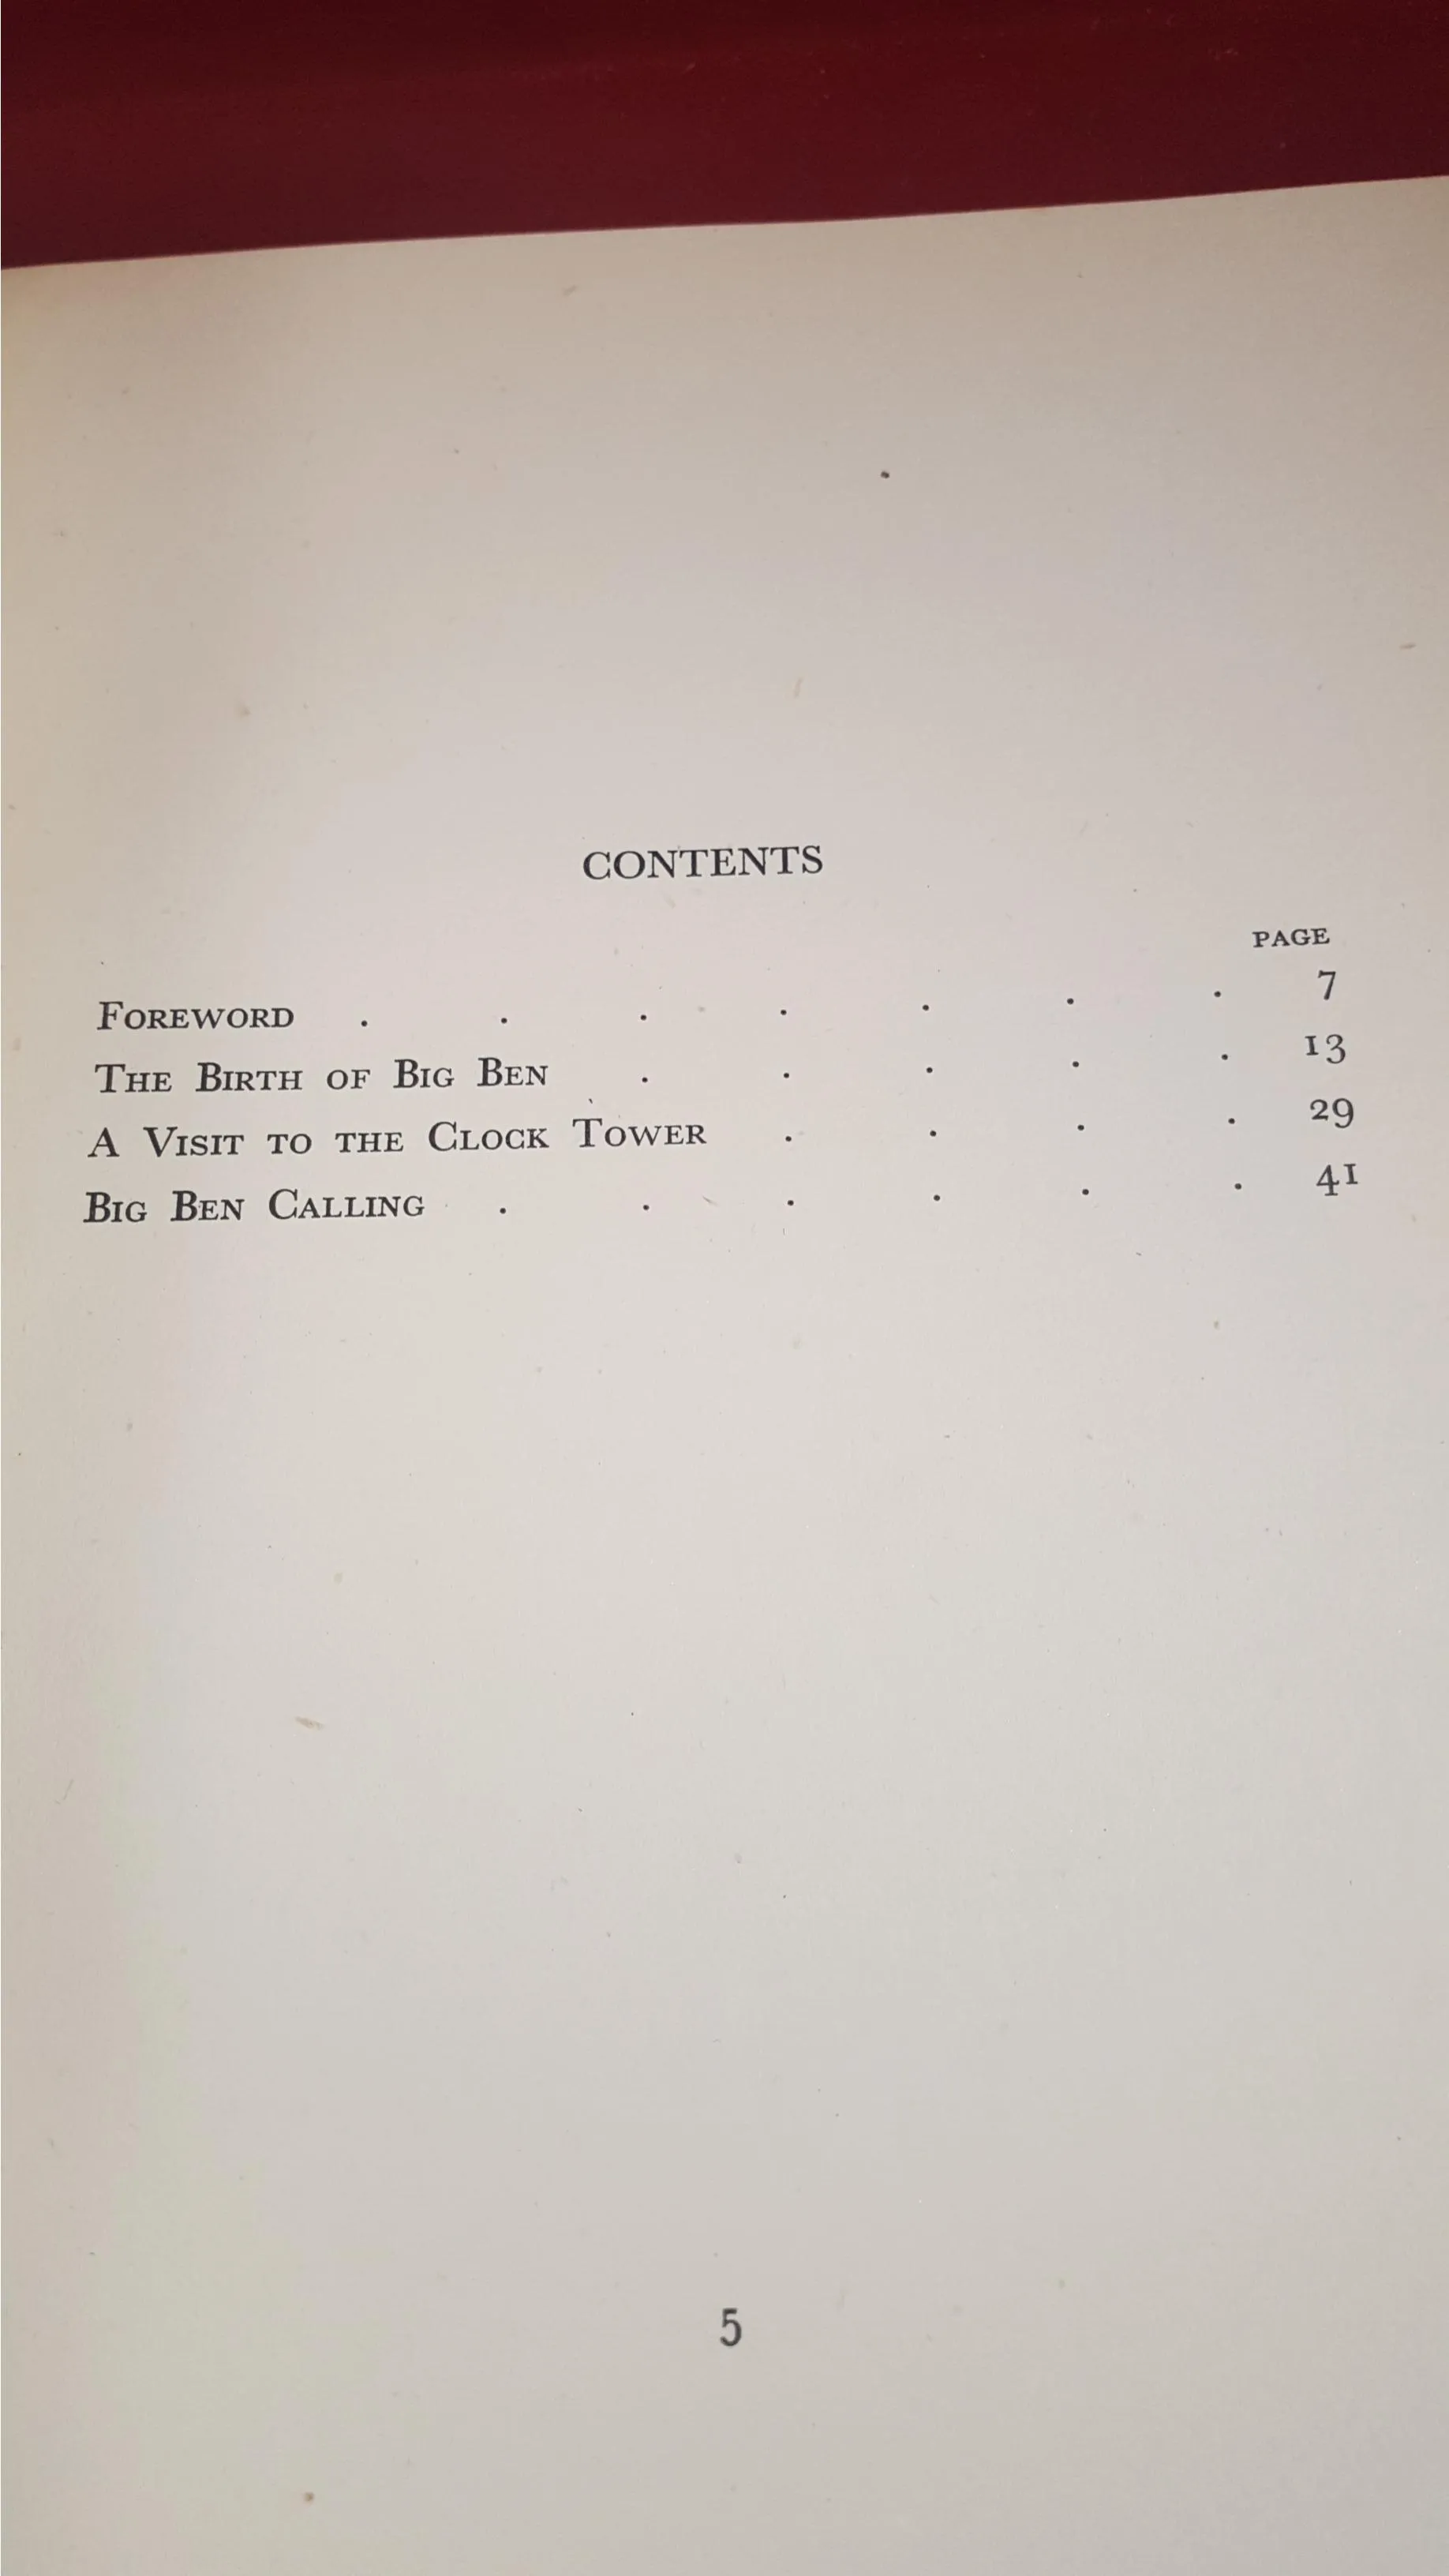 CONTENTS
PAGE
FOREWORD . . . . . . . 7
THE BIRTH OF BIG BEN . . . . . 13
A VISIT TO THE CLOCK TOWER . . . . 29
BIG BEN CALLING . . . . . . 41
5